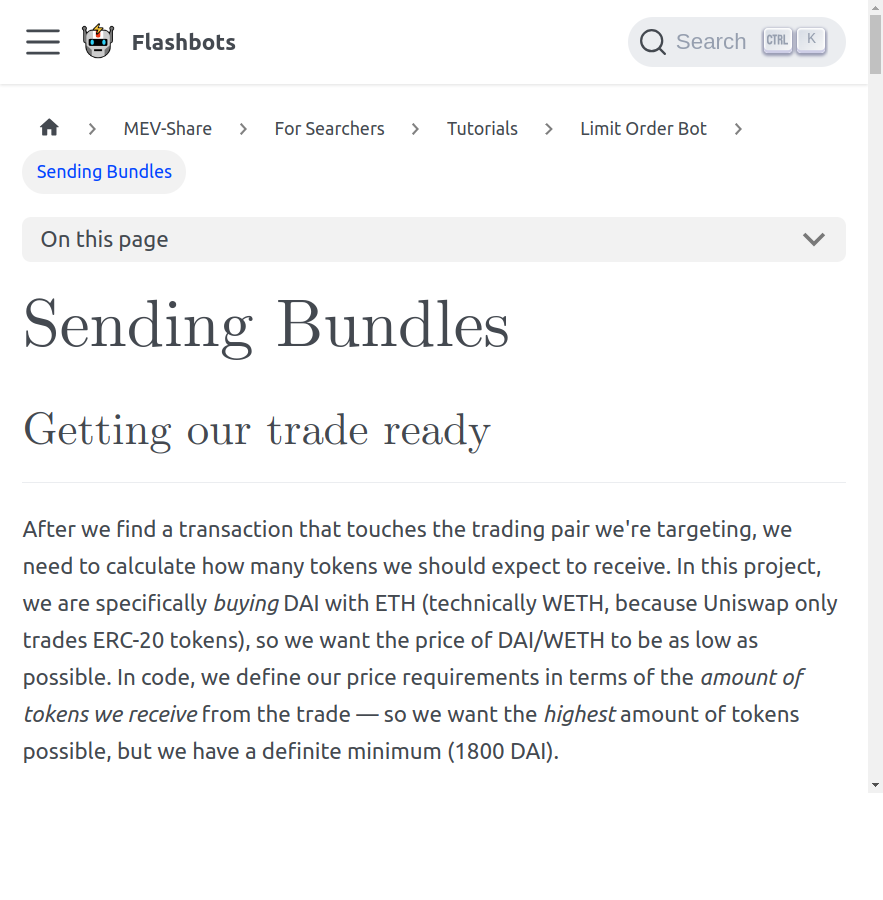 Flashbots
Search CTRL K
MEV-Share
For Searchers
Tutorials
Limit Order Bot
Sending Bundles
On this page
Sending Bundles
Getting our trade ready
After we find a transaction that touches the trading pair we're targeting, we
need to calculate how many tokens we should expect to receive. In this project,
we are specifically buying DAI with ETH (technically WETH, because Uniswap only
trades ERC-20 tokens), so we want the price of DAI/WETH to be as low as
possible. In code, we define our price requirements in terms of the amount of
tokens we receive from the trade — so we want the highest amount of tokens
possible, but we have a definite minimum (1800 DAI).